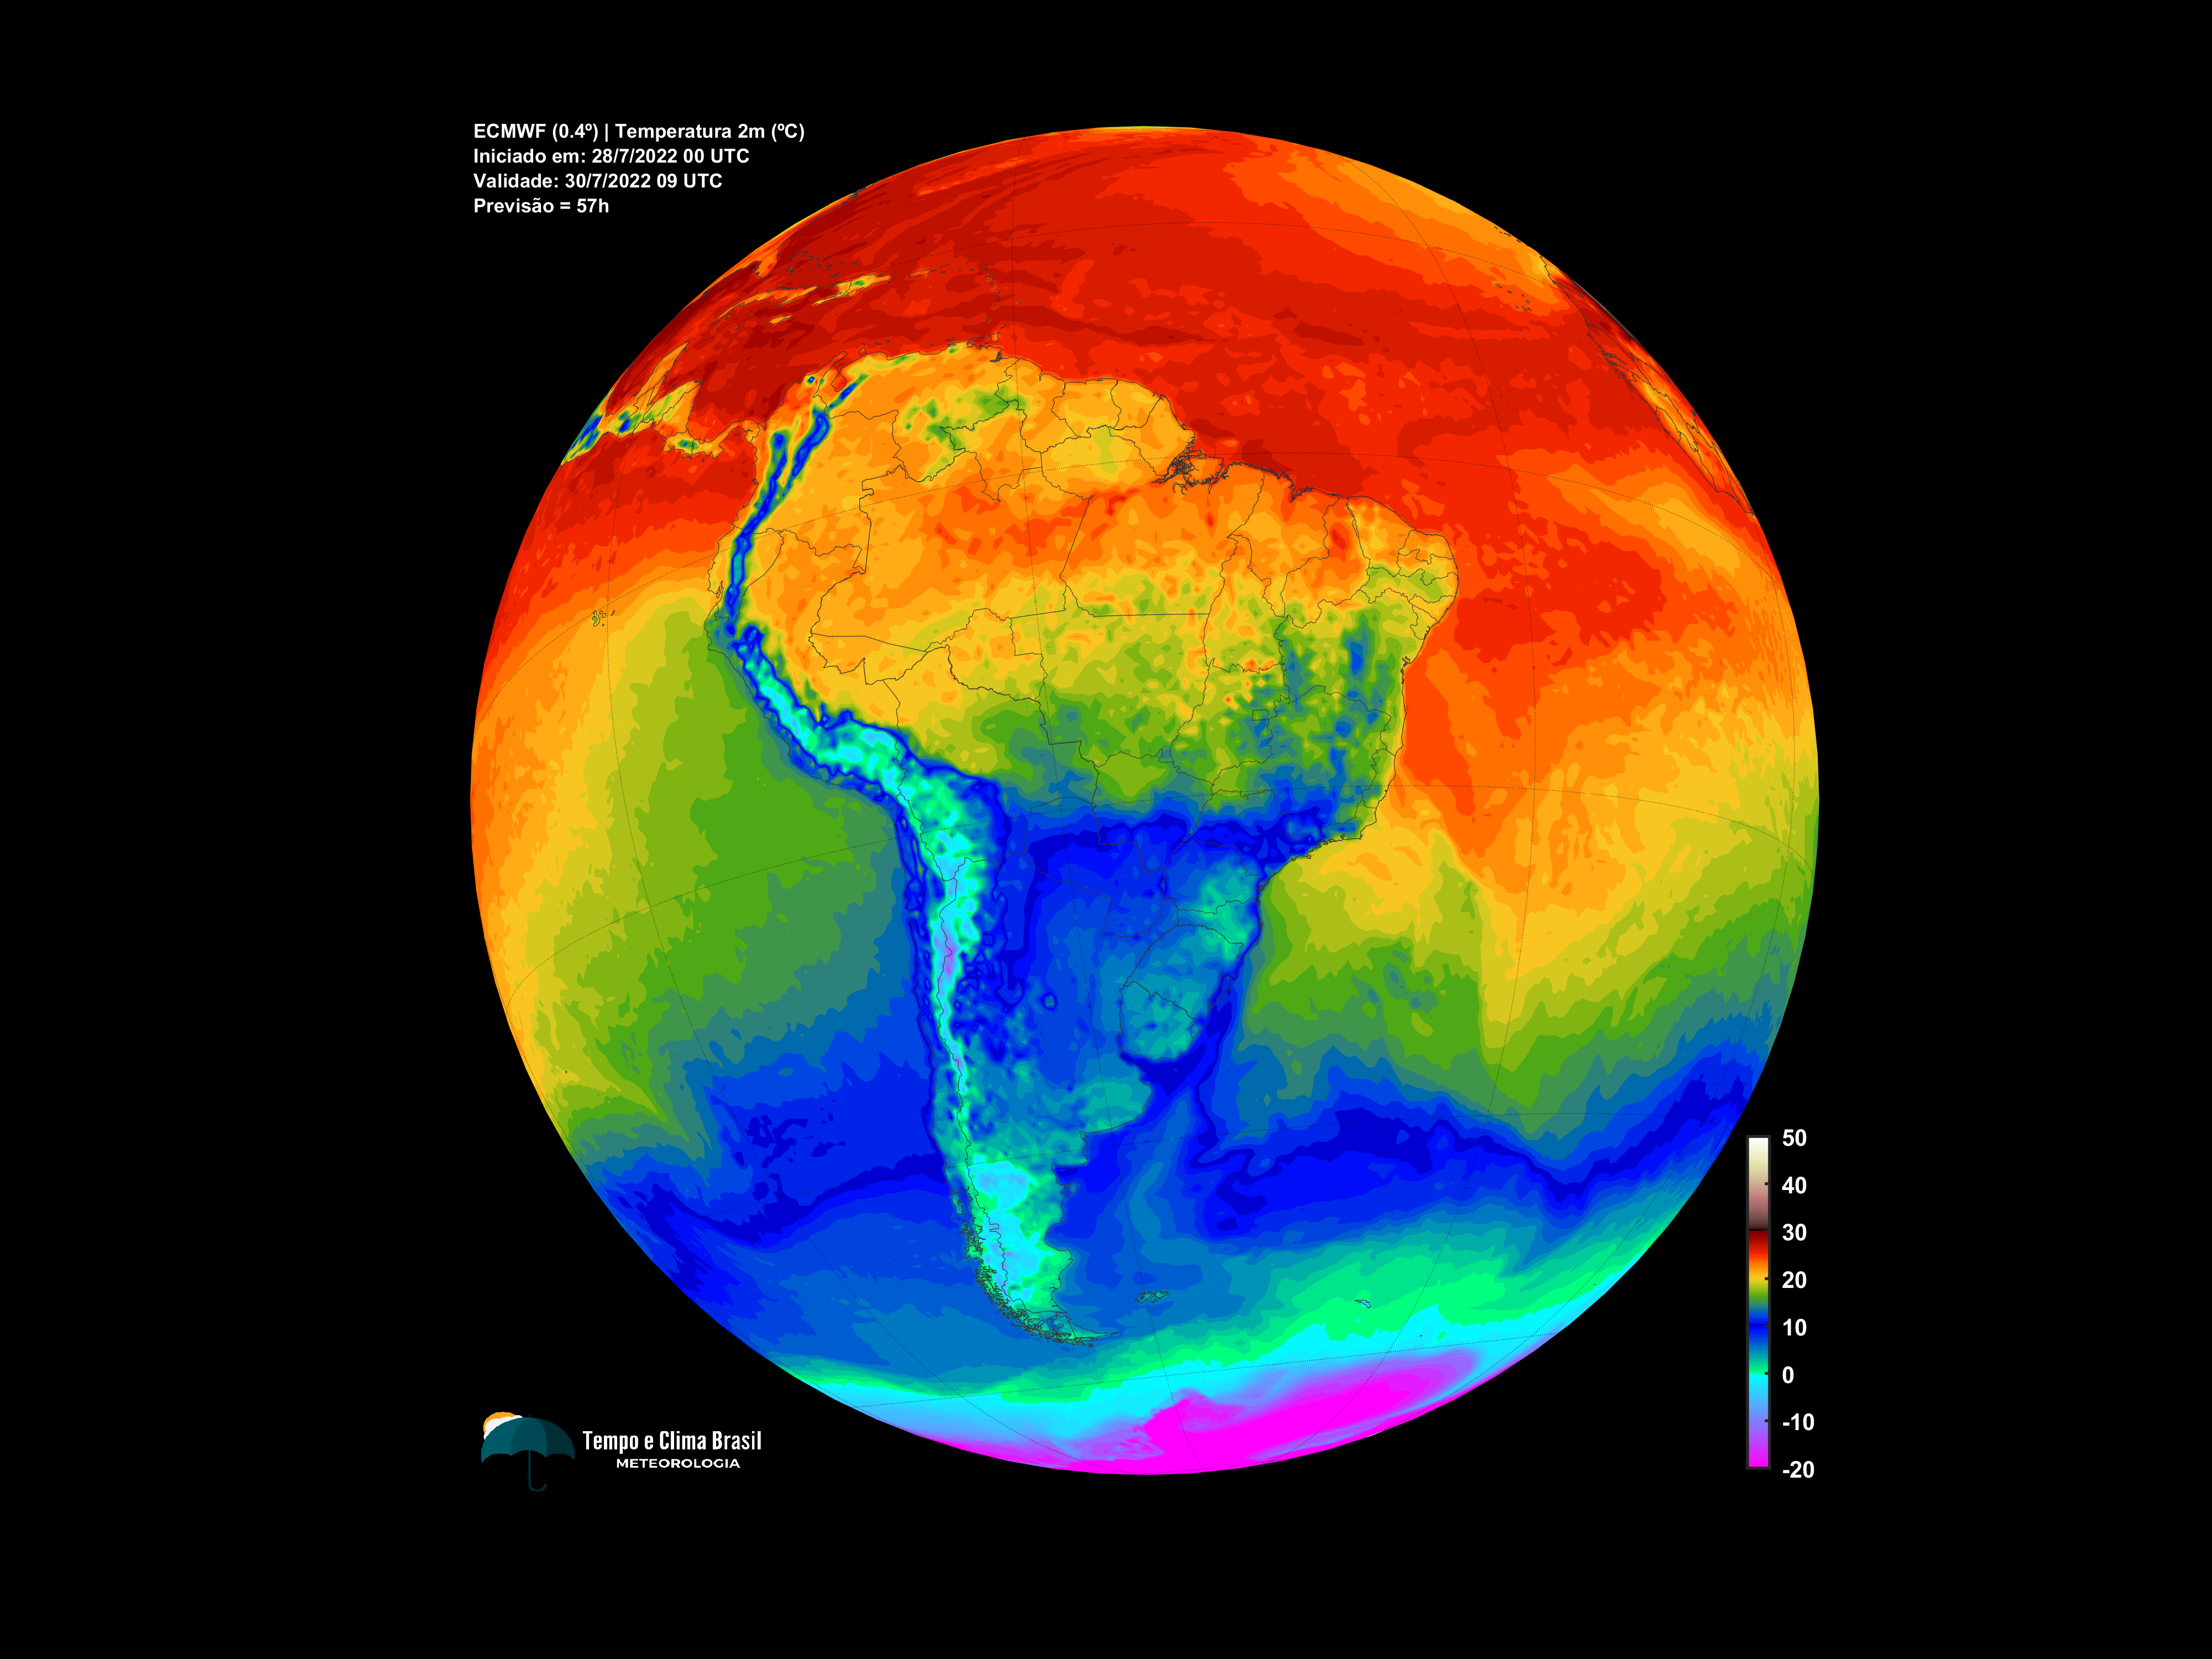 ECMWF (0.4º) | Temperatura 2m (ºC)
Iniciado em: 28/7/2022 00 UTC
Validade: 30/7/2022 09 UTC
Previsão = 57h
50
40
30
20
10
0
-10
-20
Tempo e Clima Brasil
METEOROLOGIA